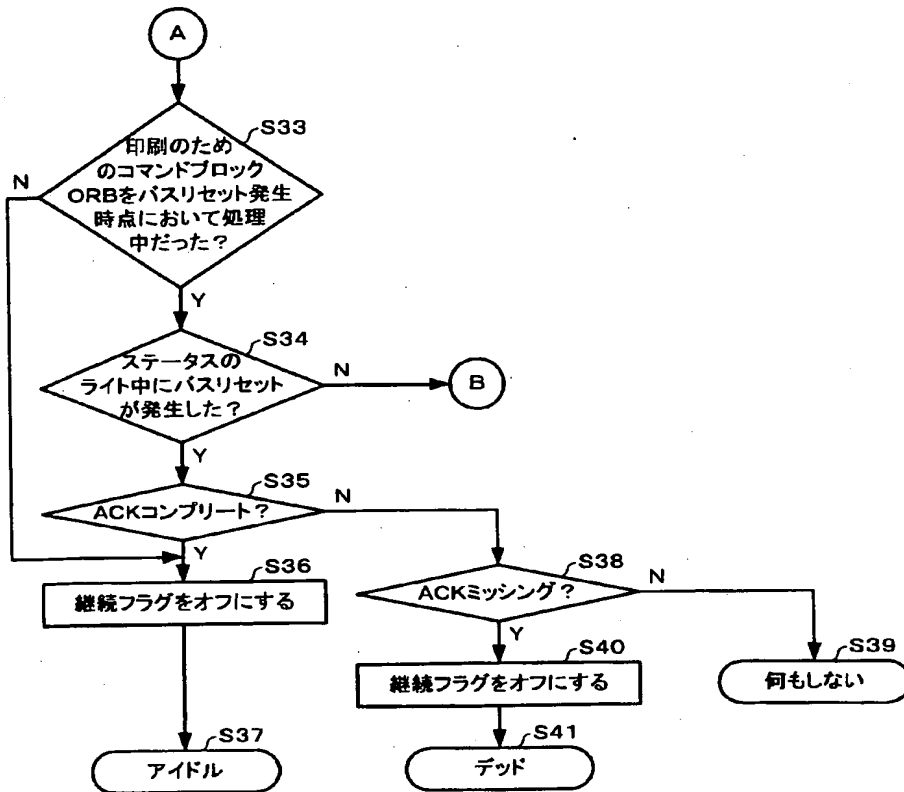 A
S33
印刷のため
のコマンドブロック
ORBをバスリセット発生
時点において処理
中だった？
N
Y
S34
ステータスの
ライト中にバスリセット
が発生した？
N
B
Y
S35
ACKコンプリート？
N
Y
S36
継続フラグをオフにする
S38
ACKミッシング？
N
Y
S40
継続フラグをオフにする
S39
何もしない
S37
アイドル
S41
デッド